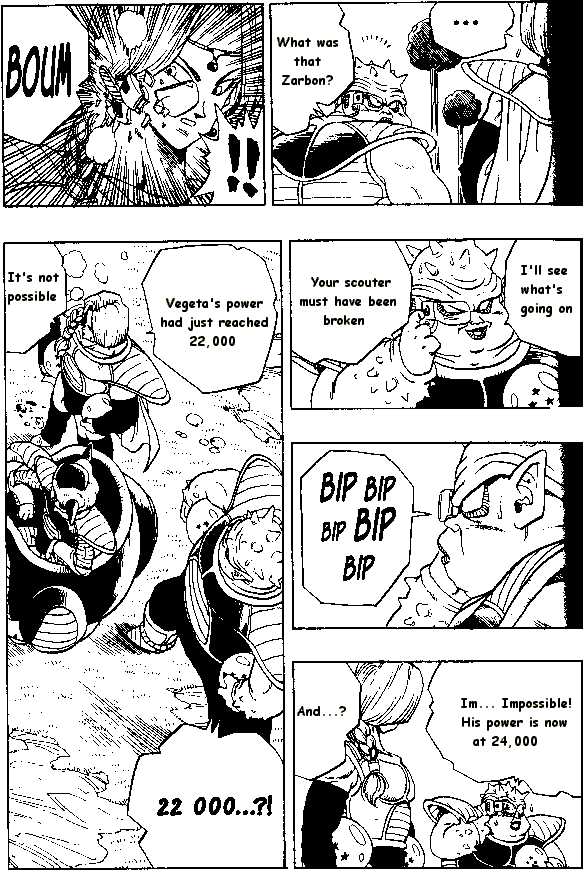 BOUM
!!
What was
that
Zarbon?
...
It's not
possible
Vegeta's power
had just reached
22,000
22 000...?!
Your scouter
must have been
broken
I'll see
what's
going on
BIP BIP
BIP BIP
BIP
And...?
Im... Impossible!
His power is now
at 24,000